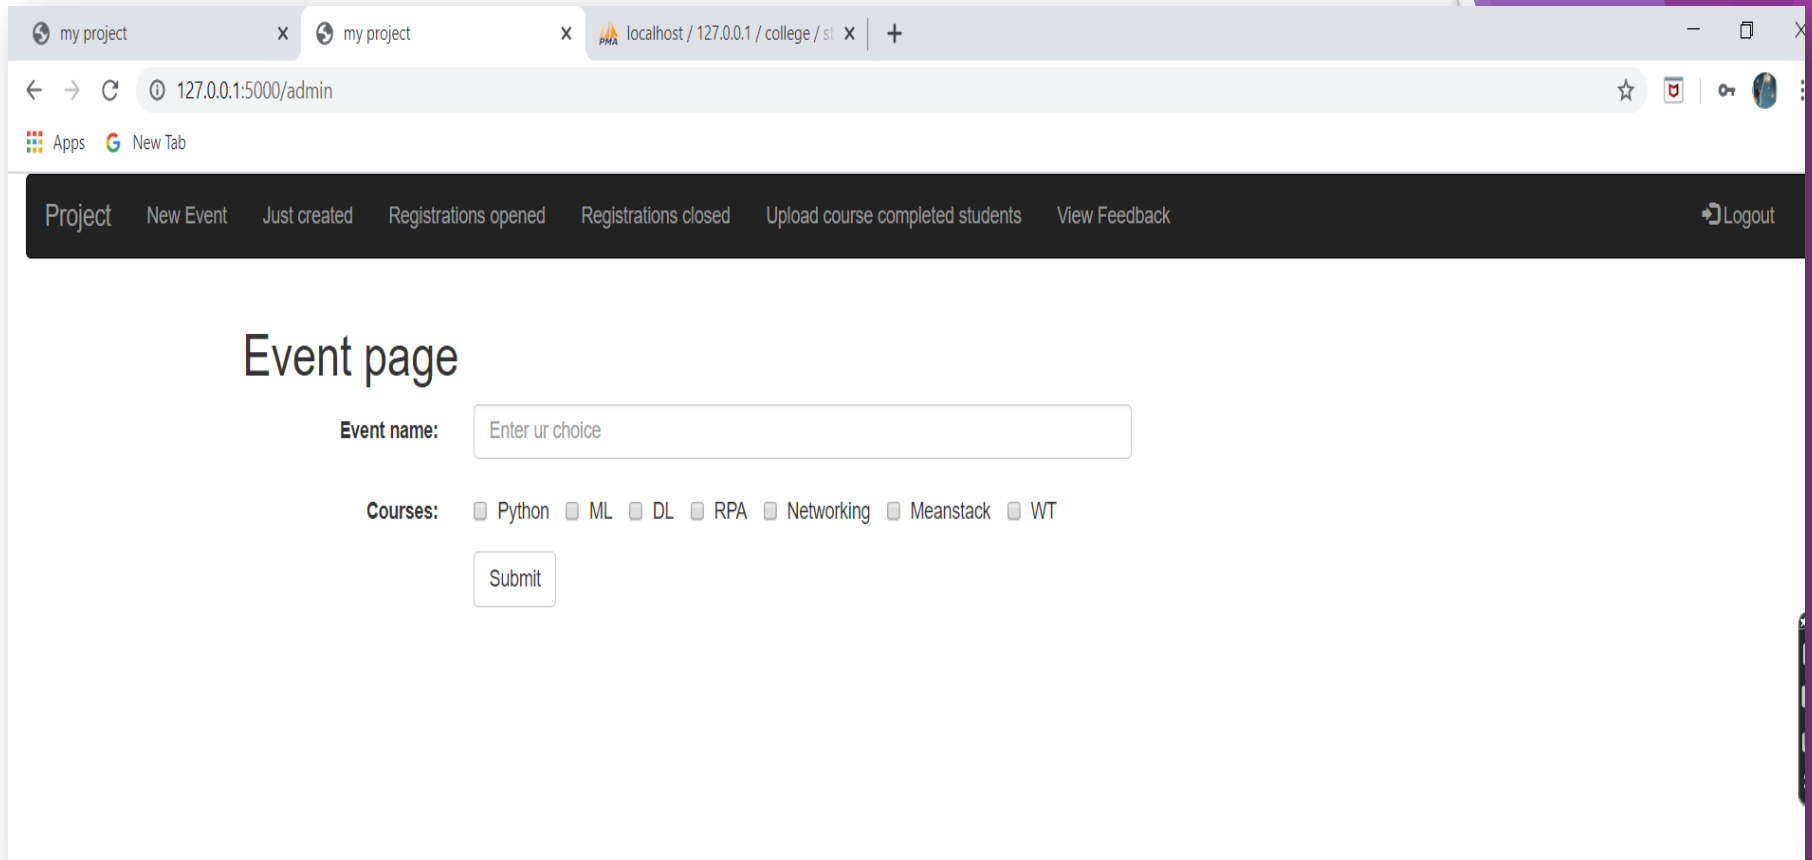 my project
my project
PMA localhost / 127.0.0.1 / college / st
127.0.0.1:5000/admin
Apps G New Tab
Project New Event Just created Registrations opened Registrations closed Upload course completed students View Feedback Logout
Event page
Event name: Enter ur choice
Courses: Python ML DL RPA Networking Meanstack WT
Submit